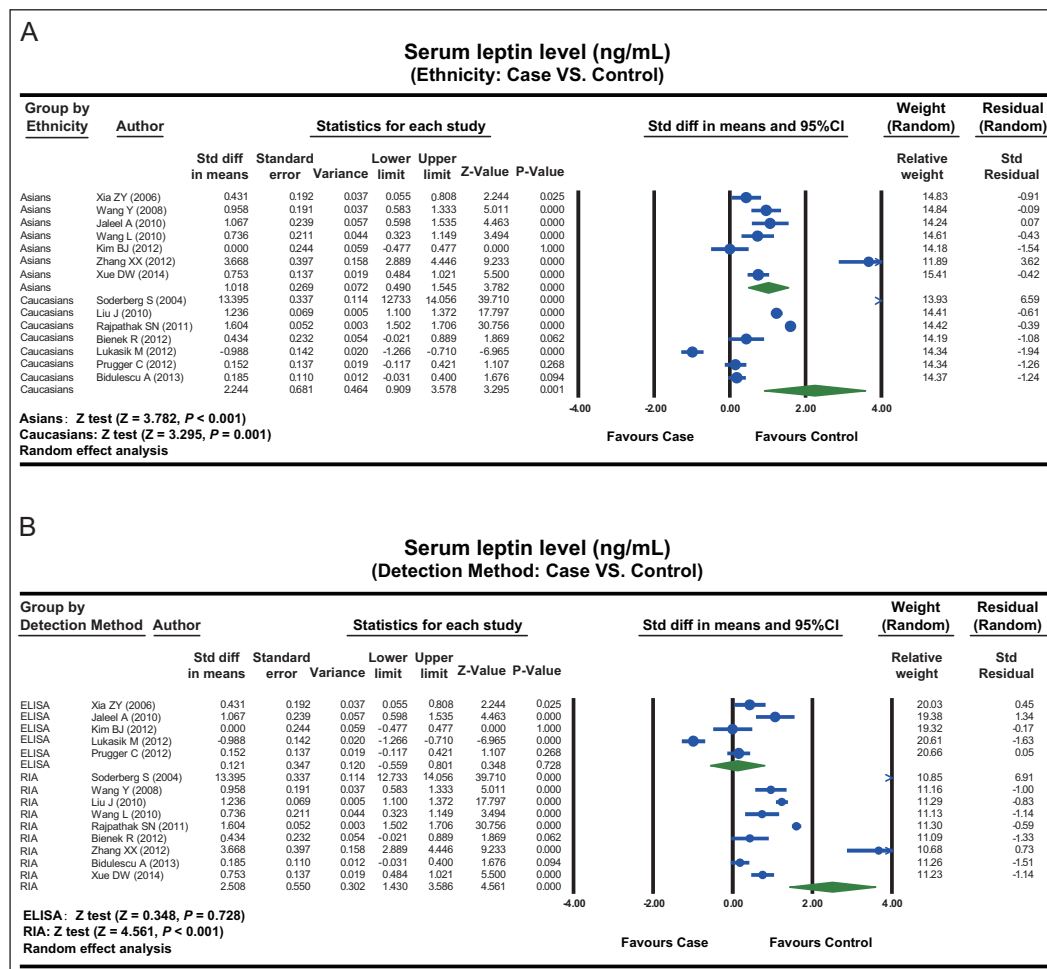 A
Serum leptin level (ng/mL)
(Ethnicity: Case VS. Control)
Group by Ethnicity Author Statistics for each study Std diff in means and 95%CI Weight (Random) Residual (Random)
Std diff in means Standard error Variance Lower limit Upper limit Z-Value P-Value Relative weight Std Residual
Asians Xia ZY (2006) 0.431 0.192 0.037 0.055 0.808 2.244 0.025 14.83 -0.91
Asians Wang Y (2008) 0.958 0.191 0.037 0.583 1.333 5.011 0.000 14.84 -0.09
Asians Jaleel A (2010) 1.067 0.239 0.057 0.598 1.535 4.463 0.000 14.24 0.07
Asians Wang L (2010) 0.736 0.211 0.044 0.323 1.149 3.494 0.000 14.61 -0.43
Asians Kim BJ (2012) 0.000 0.244 0.059 -0.477 0.477 0.000 1.000 14.18 -1.54
Asians Zhang XX (2012) 3.668 0.397 0.158 2.889 4.446 9.233 0.000 11.89 3.62
Asians Xue DW (2014) 0.753 0.137 0.019 0.484 1.021 5.500 0.000 15.41 -0.42
Asians 1.018 0.269 0.072 0.490 1.545 3.782 0.000
Caucasians Soderberg S (2004) 13.395 0.337 0.114 12733 14.056 39.710 0.000 13.93 6.59
Caucasians Liu J (2010) 1.236 0.069 0.005 1.100 1.372 17.797 0.000 14.41 -0.61
Caucasians Rajpathak SN (2011) 1.604 0.052 0.003 1.502 1.706 30.756 0.000 14.42 -0.39
Caucasians Bienek R (2012) 0.434 0.232 0.054 -0.021 0.889 1.869 0.062 14.19 -1.08
Caucasians Lukasik M (2012) -0.988 0.142 0.020 -1.266 -0.710 -6.965 0.000 14.34 -1.94
Caucasians Prugger C (2012) 0.152 0.137 0.019 -0.117 0.421 1.107 0.268 14.34 -1.26
Caucasians Bidulescu A (2013) 0.185 0.110 0.012 -0.031 0.400 1.676 0.094 14.37 -1.24
Caucasians 2.244 0.681 0.464 0.909 3.578 3.295 0.001
-4.00 -2.00 0.00 2.00 4.00
Asians: Z test (Z = 3.782, P < 0.001)
Caucasians: Z test (Z = 3.295, P = 0.001) Favours Case Favours Control
Random effect analysis
B
Serum leptin level (ng/mL)
(Detection Method: Case VS. Control)
Group by Detection Method Author Statistics for each study Std diff in means and 95%CI Weight (Random) Residual (Random)
Std diff in means Standard error Variance Lower limit Upper limit Z-Value P-Value Relative weight Std Residual
ELISA Xia ZY (2006) 0.431 0.192 0.037 0.055 0.808 2.244 0.025 20.03 0.45
ELISA Jaleel A (2010) 1.067 0.239 0.057 0.598 1.535 4.463 0.000 19.38 1.34
ELISA Kim BJ (2012) 0.000 0.244 0.059 -0.477 0.477 0.000 1.000 19.32 -0.17
ELISA Lukasik M (2012) -0.988 0.142 0.020 -1.266 -0.710 -6.965 0.000 20.61 -1.63
ELISA Prugger C (2012) 0.152 0.137 0.019 -0.117 0.421 1.107 0.268 20.66 0.05
ELISA 0.121 0.347 0.120 -0.559 0.801 0.348 0.728
RIA Soderberg S (2004) 13.395 0.337 0.114 12.733 14.056 39.710 0.000 10.85 6.91
RIA Wang Y (2008) 0.958 0.191 0.037 0.583 1.333 5.011 0.000 11.16 -1.00
RIA Liu J (2010) 1.236 0.069 0.005 1.100 1.372 17.797 0.000 11.29 -0.83
RIA Wang L (2010) 0.736 0.211 0.044 0.323 1.149 3.494 0.000 11.13 -1.14
RIA Rajpathak SN (2011) 1.604 0.052 0.003 1.502 1.706 30.756 0.000 11.30 -0.59
RIA Bienek R (2012) 0.434 0.232 0.054 -0.021 0.889 1.869 0.062 11.09 -1.33
RIA Zhang XX (2012) 3.668 0.397 0.158 2.889 4.446 9.233 0.000 10.68 0.73
RIA Bidulescu A (2013) 0.185 0.110 0.012 -0.031 0.400 1.676 0.094 11.26 -1.51
RIA Xue DW (2014) 0.753 0.137 0.019 0.484 1.021 5.500 0.000 11.23 -1.14
RIA 2.508 0.550 0.302 1.430 3.586 4.561 0.000
-4.00 -2.00 0.00 2.00 4.00
ELISA: Z test (Z = 0.348, P = 0.728)
RIA: Z test (Z = 4.561, P < 0.001)
Random effect analysis Favours Case Favours Control